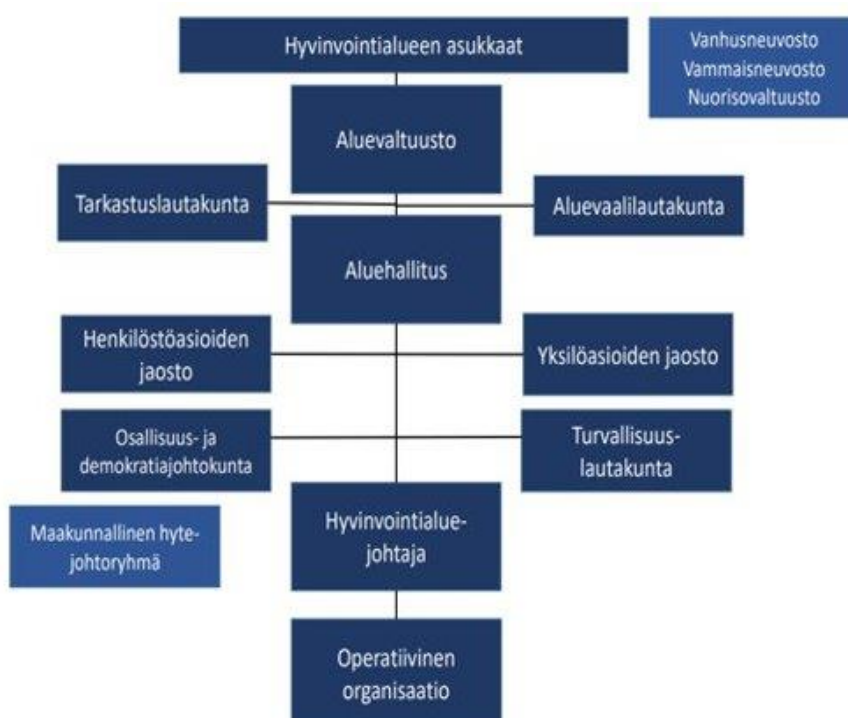 Hyvinvointialueen asukkaat
Vanhusneuvosto
Vammaisneuvosto
Nuorisovaltuusto
Aluevaltuusto
Tarkastuslautakunta
Aluevaalilautakunta
Aluehallitus
Henkilöstöasioiden
jaosto
Yksilöasioiden jaosto
Osallisuus- ja
demokratiajohtokunta
Turvallisuus-
lautakunta
Maakunnallinen hyte-
johtoryhmä
Hyvinvointialue-
johtaja
Operatiivinen
organisaatio